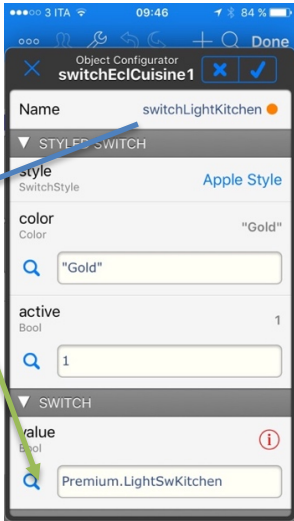 3 ITA 09:46 84 %
Done
Object Configurator
switchEclCuisine1
Name switchLightKitchen
STYLED SWITCH
style
SwitchStyle
Apple Style
color
Color
"Gold"
"Gold"
active
Bool
1
1
SWITCH
value
Bool
Premium.LightSwKitchen